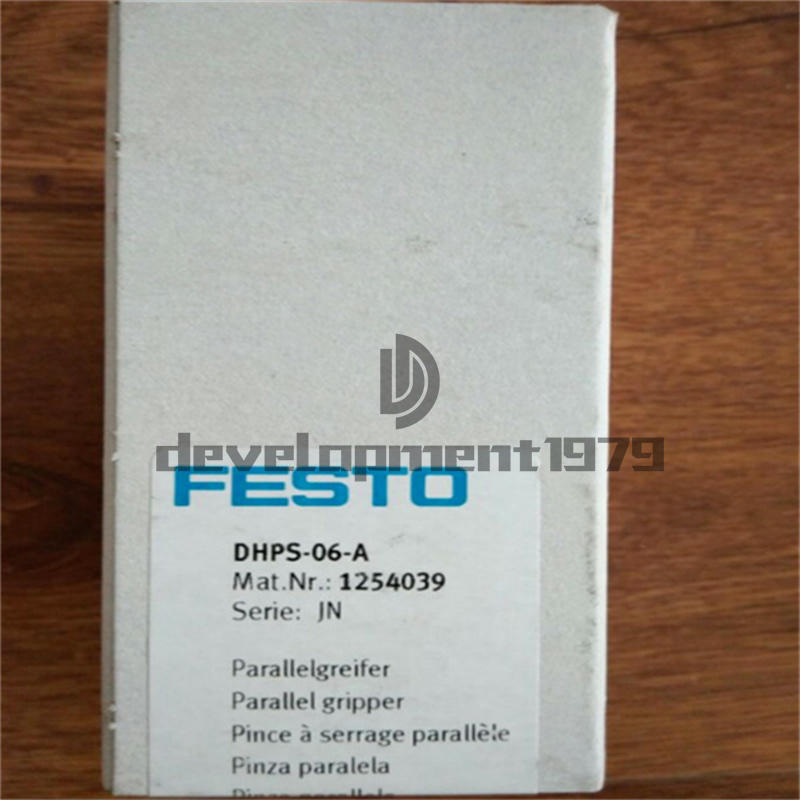 development1979
FESTO
DHPS-06-A
Mat.Nr.: 1254039
Serie: JN
Parallelgreifer
Parallel gripper
Pince à serrage parallèle
Pinza paralela